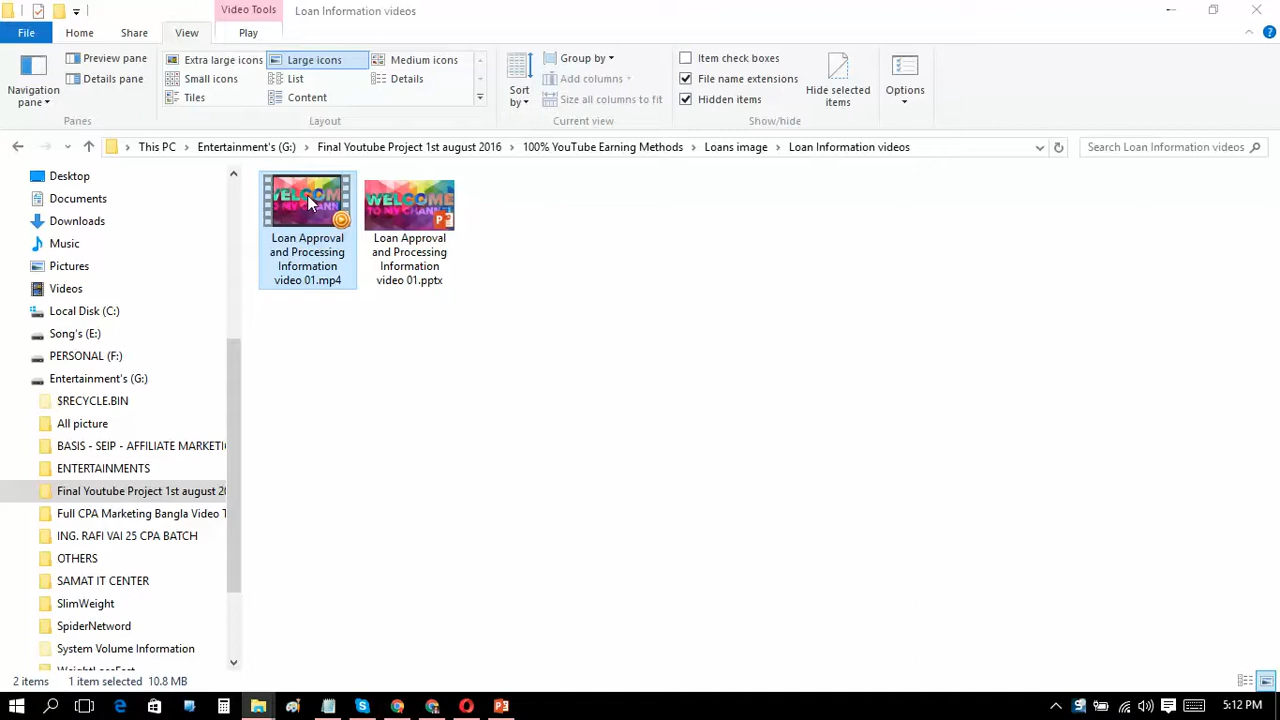 Video Tools
Loan Information videos
File
Home
Share
View
Play
Navigation pane
Preview pane
Details pane
Panes
Extra large icons
Large icons
Medium icons
Small icons
List
Details
Tiles
Content
Layout
Sort by
Group by
Add columns
Size all columns to fit
Current view
Item check boxes
File name extensions
Hidden items
Hide selected items
Show/hide
Options
This PC
Entertainment's (G:)
Final Youtube Project 1st august 2016
100% YouTube Earning Methods
Loans image
Loan Information videos
Search Loan Information videos
Desktop
Documents
Downloads
Music
Pictures
Videos
Local Disk (C:)
Song's (E:)
PERSONAL (F:)
Entertainment's (G:)
$RECYCLE.BIN
All picture
BASIS - SEIP - AFFILIATE MARKETI
ENTERTAINMENTS
Final Youtube Project 1st august 20
Full CPA Marketing Bangla Video T
ING. RAFI VAI 25 CPA BATCH
OTHERS
SAMAT IT CENTER
SlimWeight
SpiderNetword
System Volume Information
WELCOME
TO MY CHANNEL
Loan Approval
and Processing
Information
video 01.mp4
Loan Approval
and Processing
Information
video 01.pptx
2 items
1 item selected 10.8 MB
5:12 PM